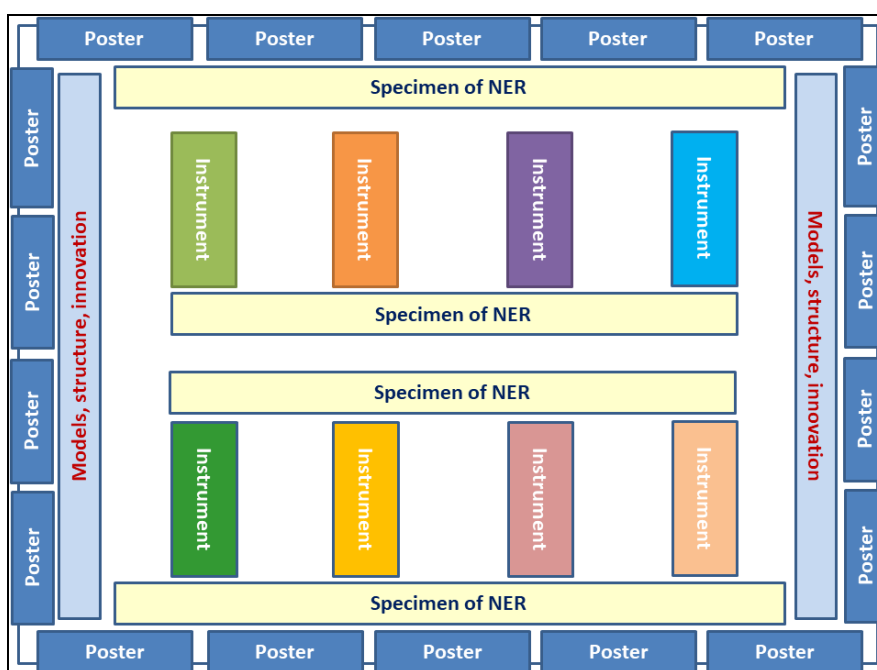 Poster
Poster
Poster
Poster
Poster
Specimen of NER
Poster
Poster
Poster
Poster
Models, structure, innovation
Instrument
Instrument
Instrument
Instrument
Specimen of NER
Specimen of NER
Instrument
Instrument
Instrument
Instrument
Models, structure, innovation
Poster
Poster
Poster
Poster
Specimen of NER
Poster
Poster
Poster
Poster
Poster